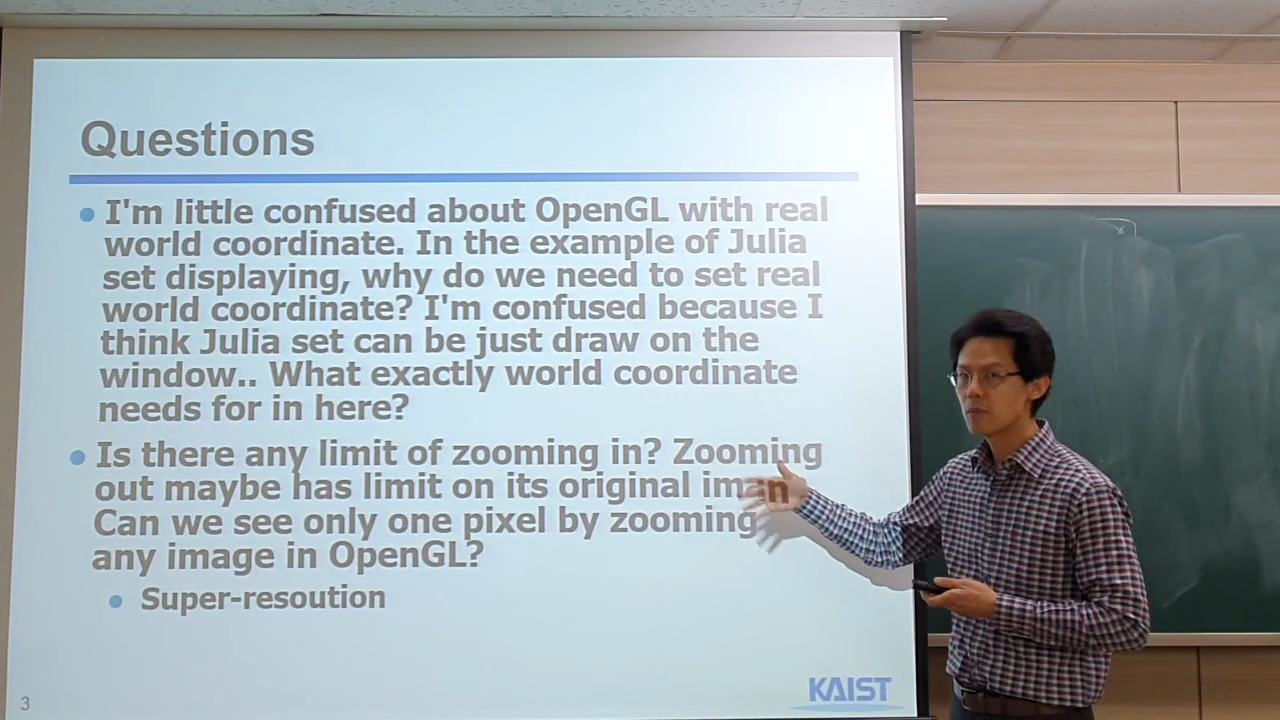 Questions
I'm little confused about OpenGL with real
world coordinate. In the example of Julia
set displaying, why do we need to set real
world coordinate? I'm confused because I
think Julia set can be just draw on the
window.. What exactly world coordinate
needs for in here?
Is there any limit of zooming in? Zooming
out maybe has limit on its original
Can we see only one pixel by zooming
any image in OpenGL?
Super-resoution
3
KAIST